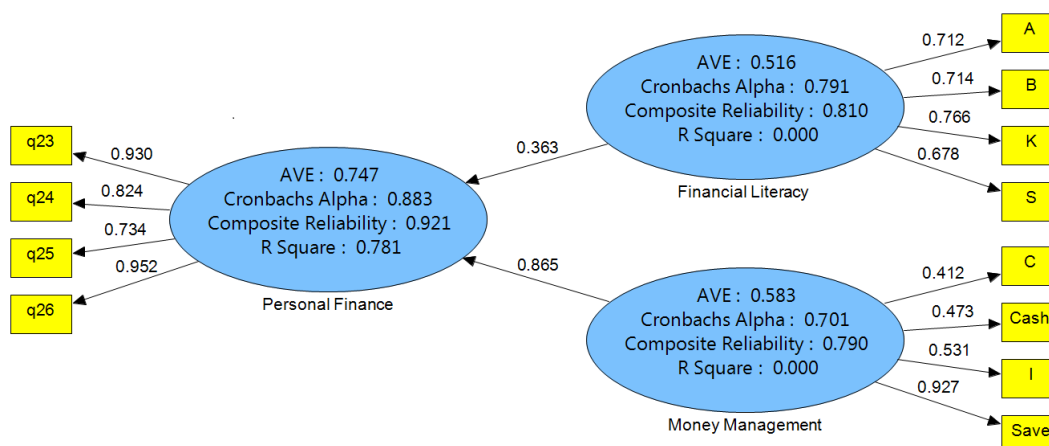 q23
q24
q25
q26
0.930
0.824
0.734
0.952
AVE : 0.747
Cronbachs Alpha : 0.883
Composite Reliability : 0.921
R Square : 0.781
Personal Finance
0.363
0.865
AVE : 0.516
Cronbachs Alpha : 0.791
Composite Reliability : 0.810
R Square : 0.000
Financial Literacy
0.712
0.714
0.766
0.678
A
B
K
S
AVE : 0.583
Cronbachs Alpha : 0.701
Composite Reliability : 0.790
R Square : 0.000
Money Management
0.412
0.473
0.531
0.927
C
Cash
I
Save